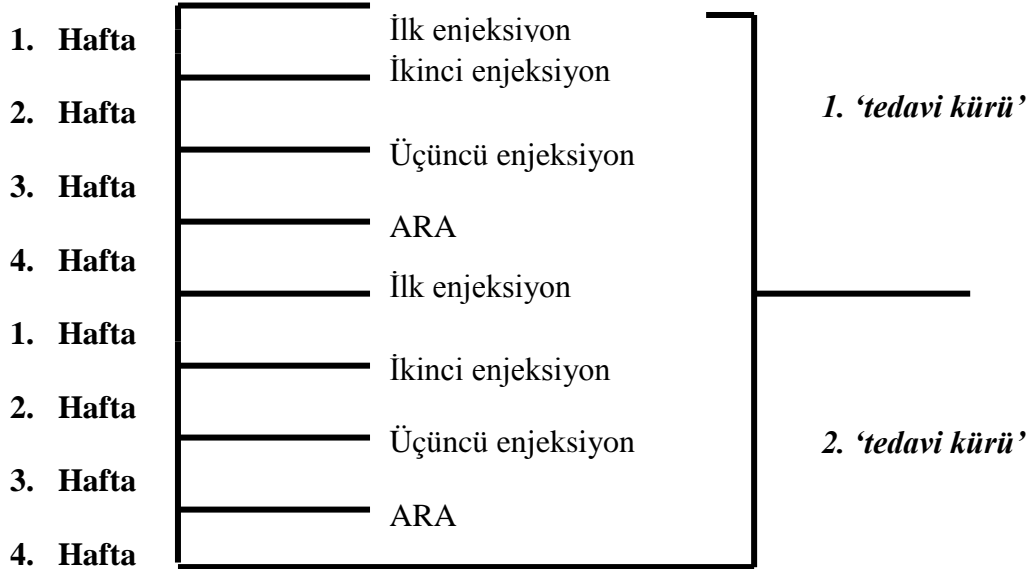 1. Hafta
İlk enjeksiyon
İkinci enjeksiyon
2. Hafta
1. ‘tedavi kürü’
Üçüncü enjeksiyon
3. Hafta
ARA
4. Hafta
İlk enjeksiyon
1. Hafta
İkinci enjeksiyon
2. Hafta
Üçüncü enjeksiyon
2. ‘tedavi kürü’
3. Hafta
ARA
4. Hafta